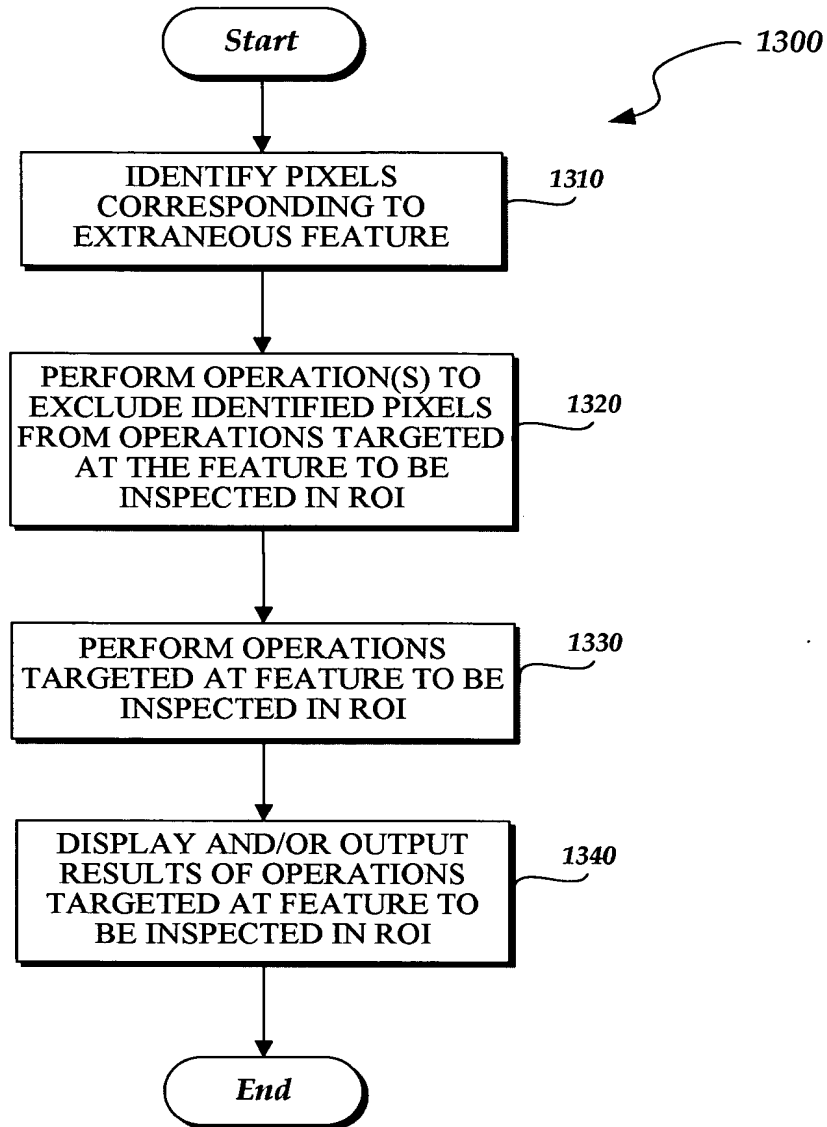 Start
1300
IDENTIFY PIXELS
CORRESPONDING TO
EXTRANEOUS FEATURE
1310
PERFORM OPERATION(S) TO
EXCLUDE IDENTIFIED PIXELS
FROM OPERATIONS TARGETED
AT THE FEATURE TO BE
INSPECTED IN ROI
1320
PERFORM OPERATIONS
TARGETED AT FEATURE TO BE
INSPECTED IN ROI
1330
DISPLAY AND/OR OUTPUT
RESULTS OF OPERATIONS
TARGETED AT FEATURE TO
BE INSPECTED IN ROI
1340
End